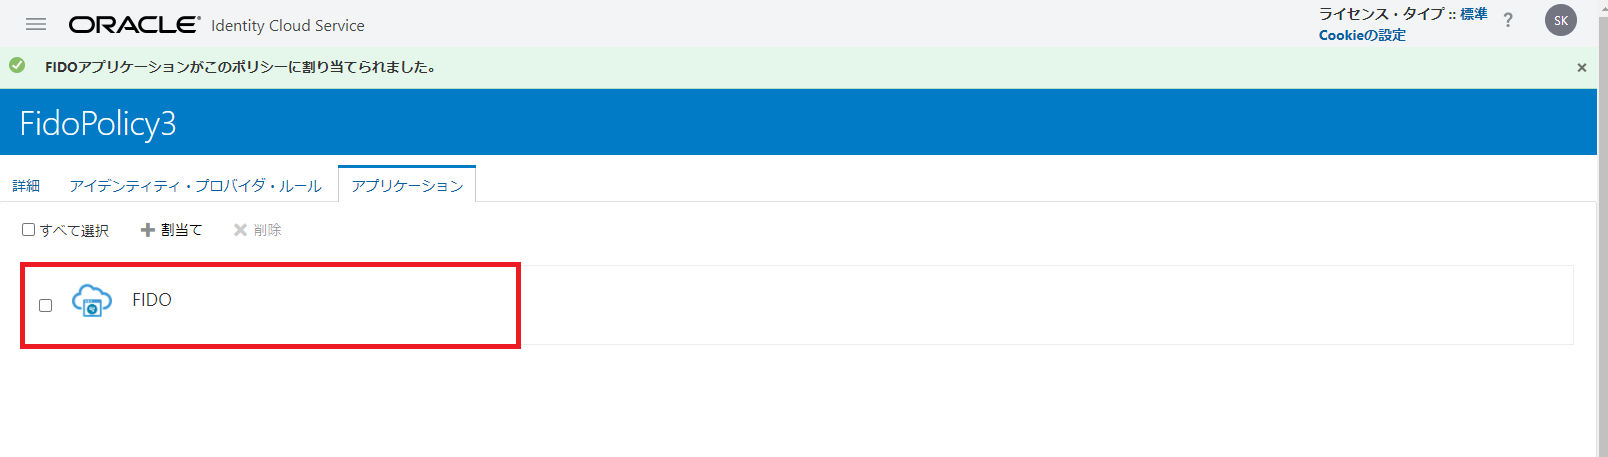 ORACLE® Identity Cloud Service
ライセンス・タイプ :: 標準
Cookieの設定
?
SK
FIDOアプリケーションがこのポリシーに割り当てられました。
×
FidoPolicy3
詳細 アイデンティティ・プロバイダ・ルール アプリケーション
すべて選択 割当て 削除
FIDO